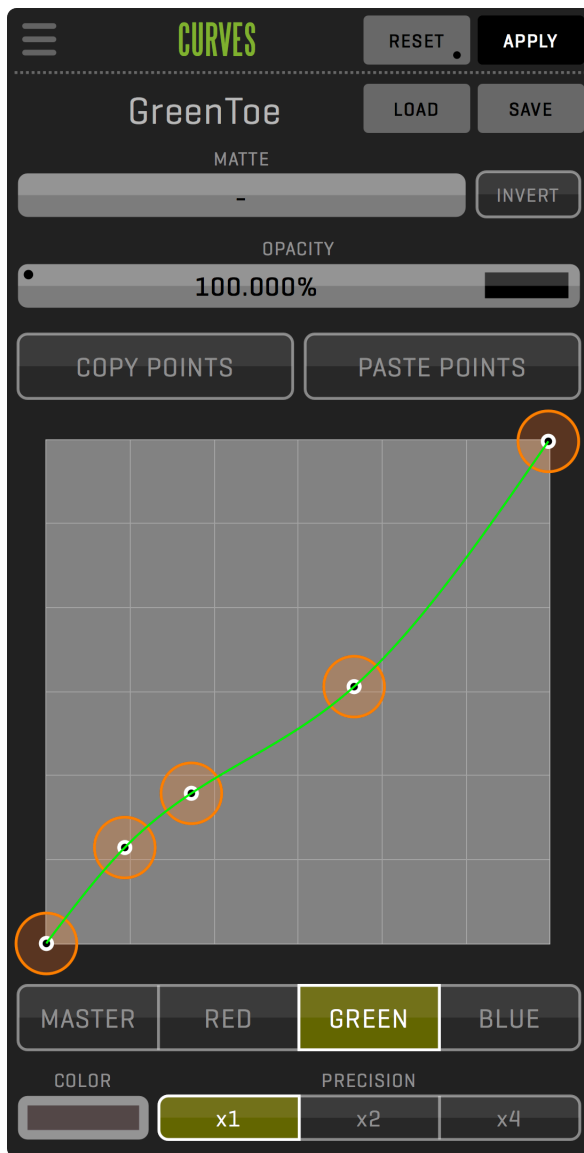 CURVES RESET APPLY
GreenToe LOAD SAVE
MATTE
- INVERT
OPACITY
100.000%
COPY POINTS PASTE POINTS
MASTER RED GREEN BLUE
COLOR PRECISION
x1 x2 x4